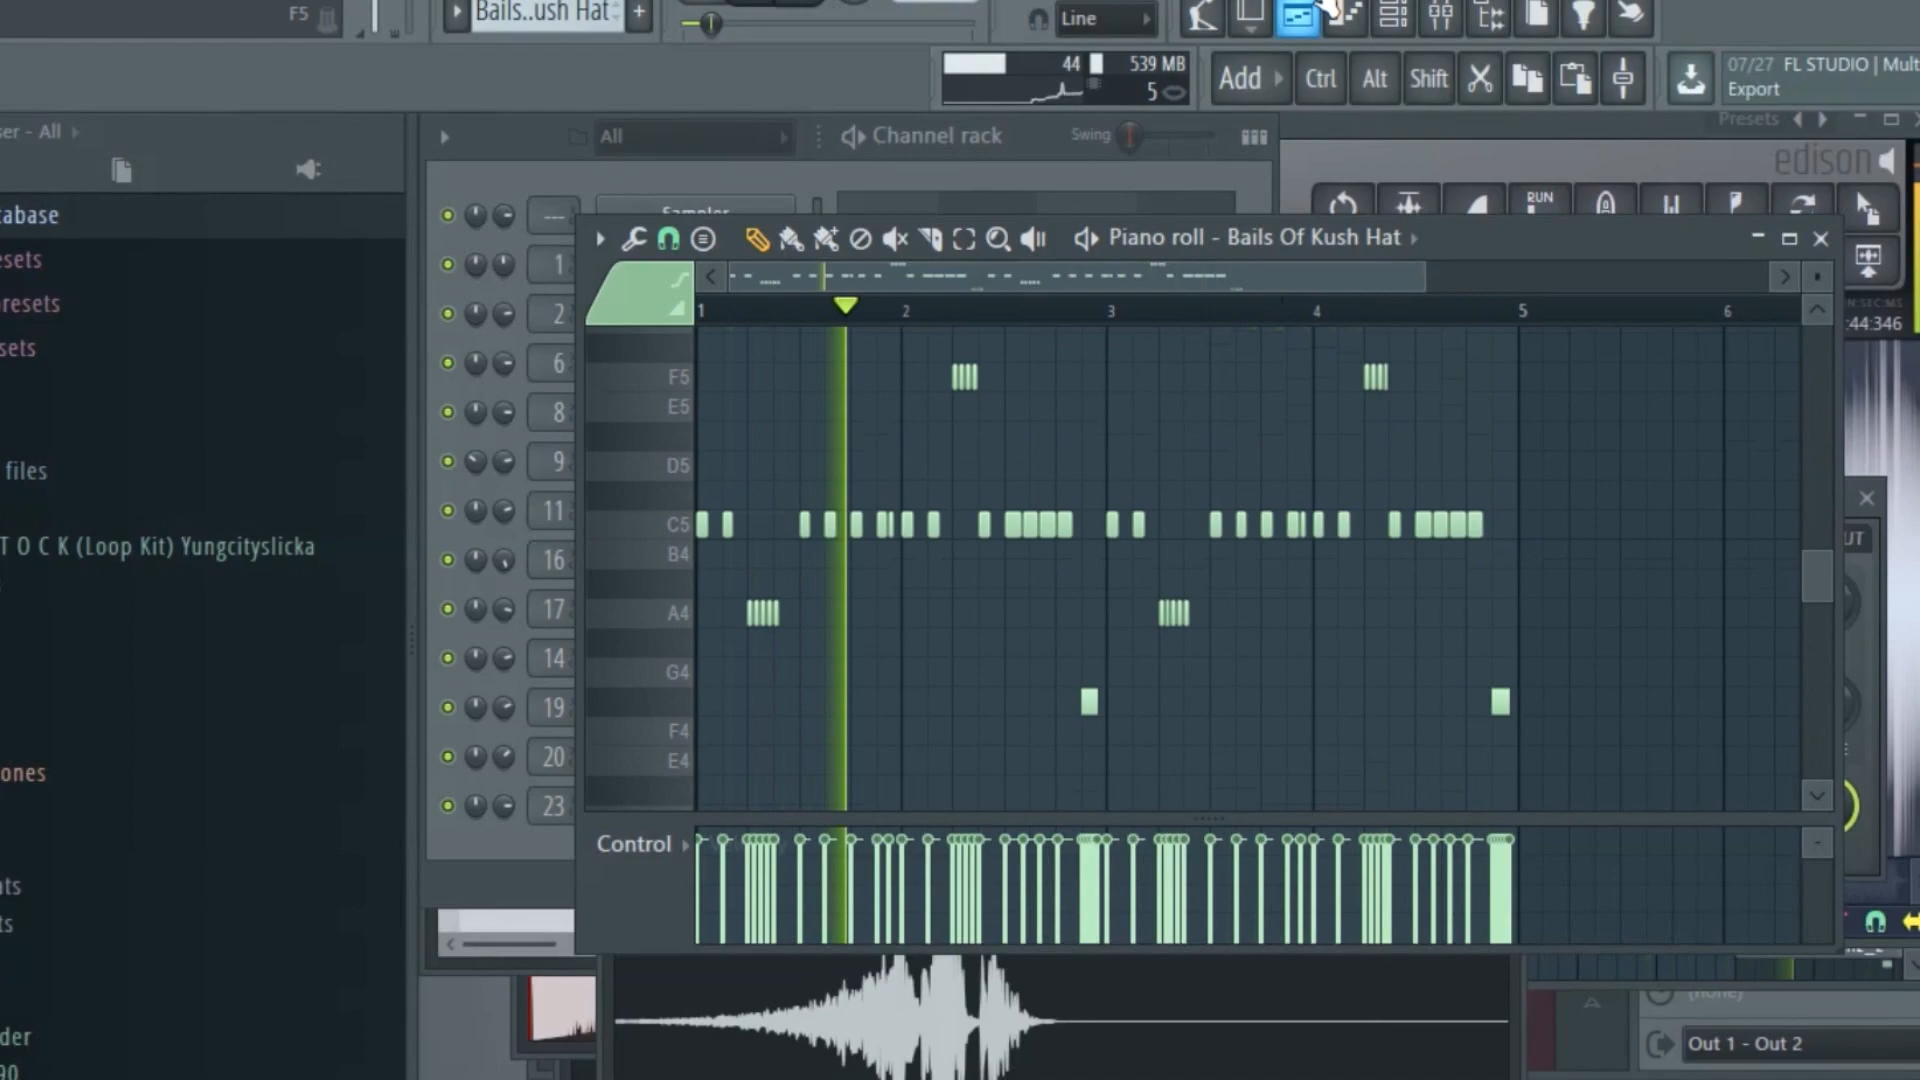 F5
Bails..ush Hat
+
Line
44
539 MB
5
Add
Ctrl
Alt
Shift
07/27 FL STUDIO | Mult
Export
ser - All
All
Channel rack
Swing
Presets
edison
RUN
abase
esets
resets
sets
files
T O C K (Loop Kit) Yungcityslicka
ones
ats
ts
der
90
Sampler
---
1
2
6
8
9
11
16
17
14
19
20
23
Piano roll - Bails Of Kush Hat
1
2
3
4
5
6
F5
E5
D5
C5
B4
A4
G4
F4
E4
Control
:44:346
UT
(none)
Out 1 - Out 2